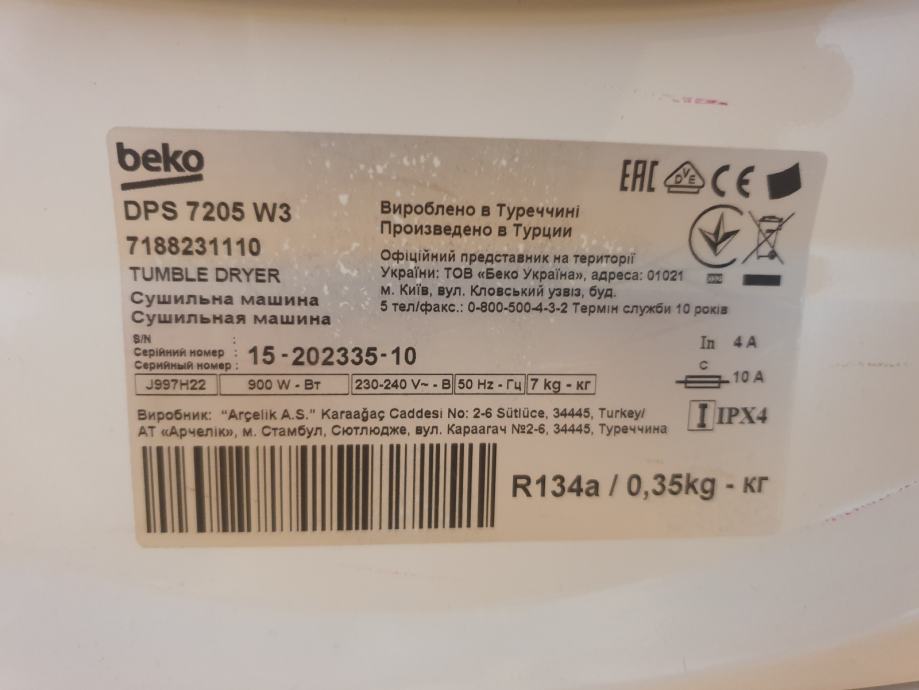 beko
DPS 7205 W3
7188231110
TUMBLE DRYER
Сушильна машина
Сушильная машина
S/N :
Серійний номер :
Серийный номер : 15-202335-10
J997H22 900 W - Вт 230-240 V~ - В 50 Hz - Гц 7 kg - кг
Виробник: "Arçelik A.S." Karaağaç Caddesi No: 2-6 Sütlüce, 34445, Turkey/
АТ «Арчелік», м. Стамбул, Сютлюдже, вул. Караагач №2-6, 34445, Туреччина
Вироблено в Туреччині
Произведено в Турции
Офіційний представник на території
України: ТОВ «Беко Україна», адреса: 01021
м. Київ, вул. Кловський узвіз, буд.
5 тел/факс.: 0-800-500-4-3-2 Термін служби 10 років
EAC DVE CE
In 4 A
C
10 A
IPX4
R134a / 0,35kg - кг